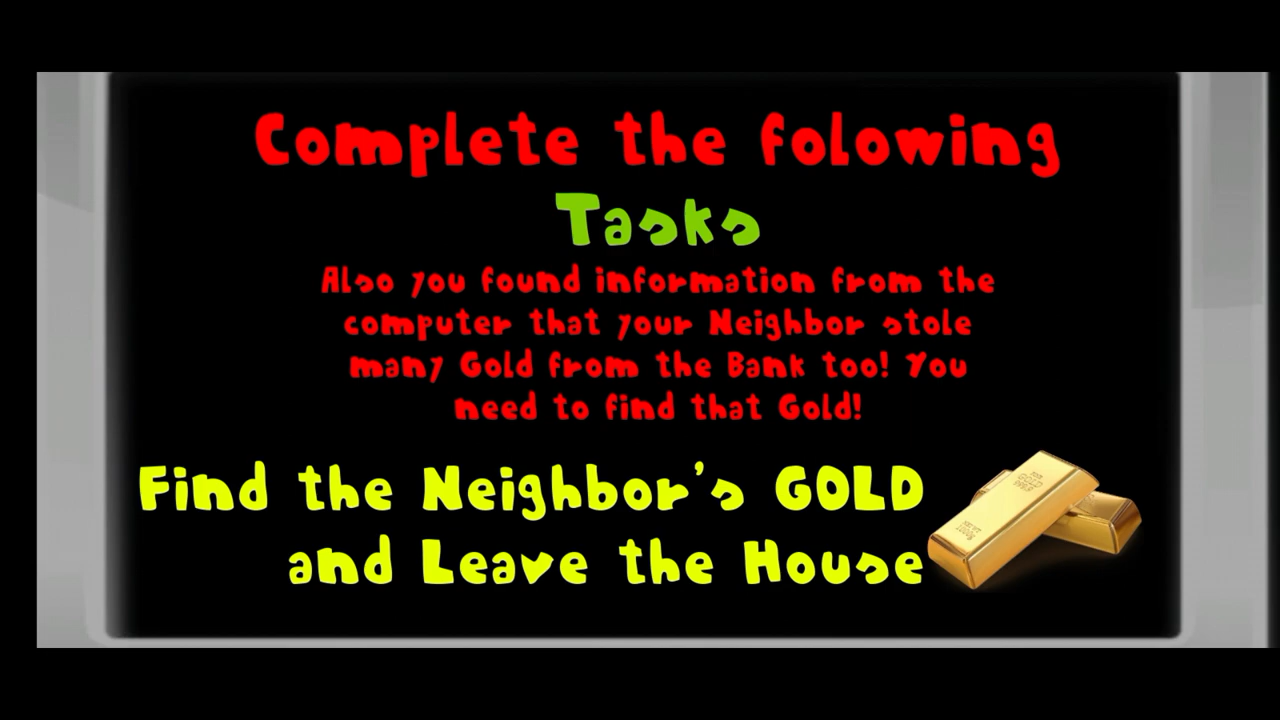 Complete the folowing
Tasks
Also you found information from the
computer that your Neighbor stole
many Gold from the Bank too! You
need to find that Gold!
Find the Neighbor's GOLD
and Leave the House